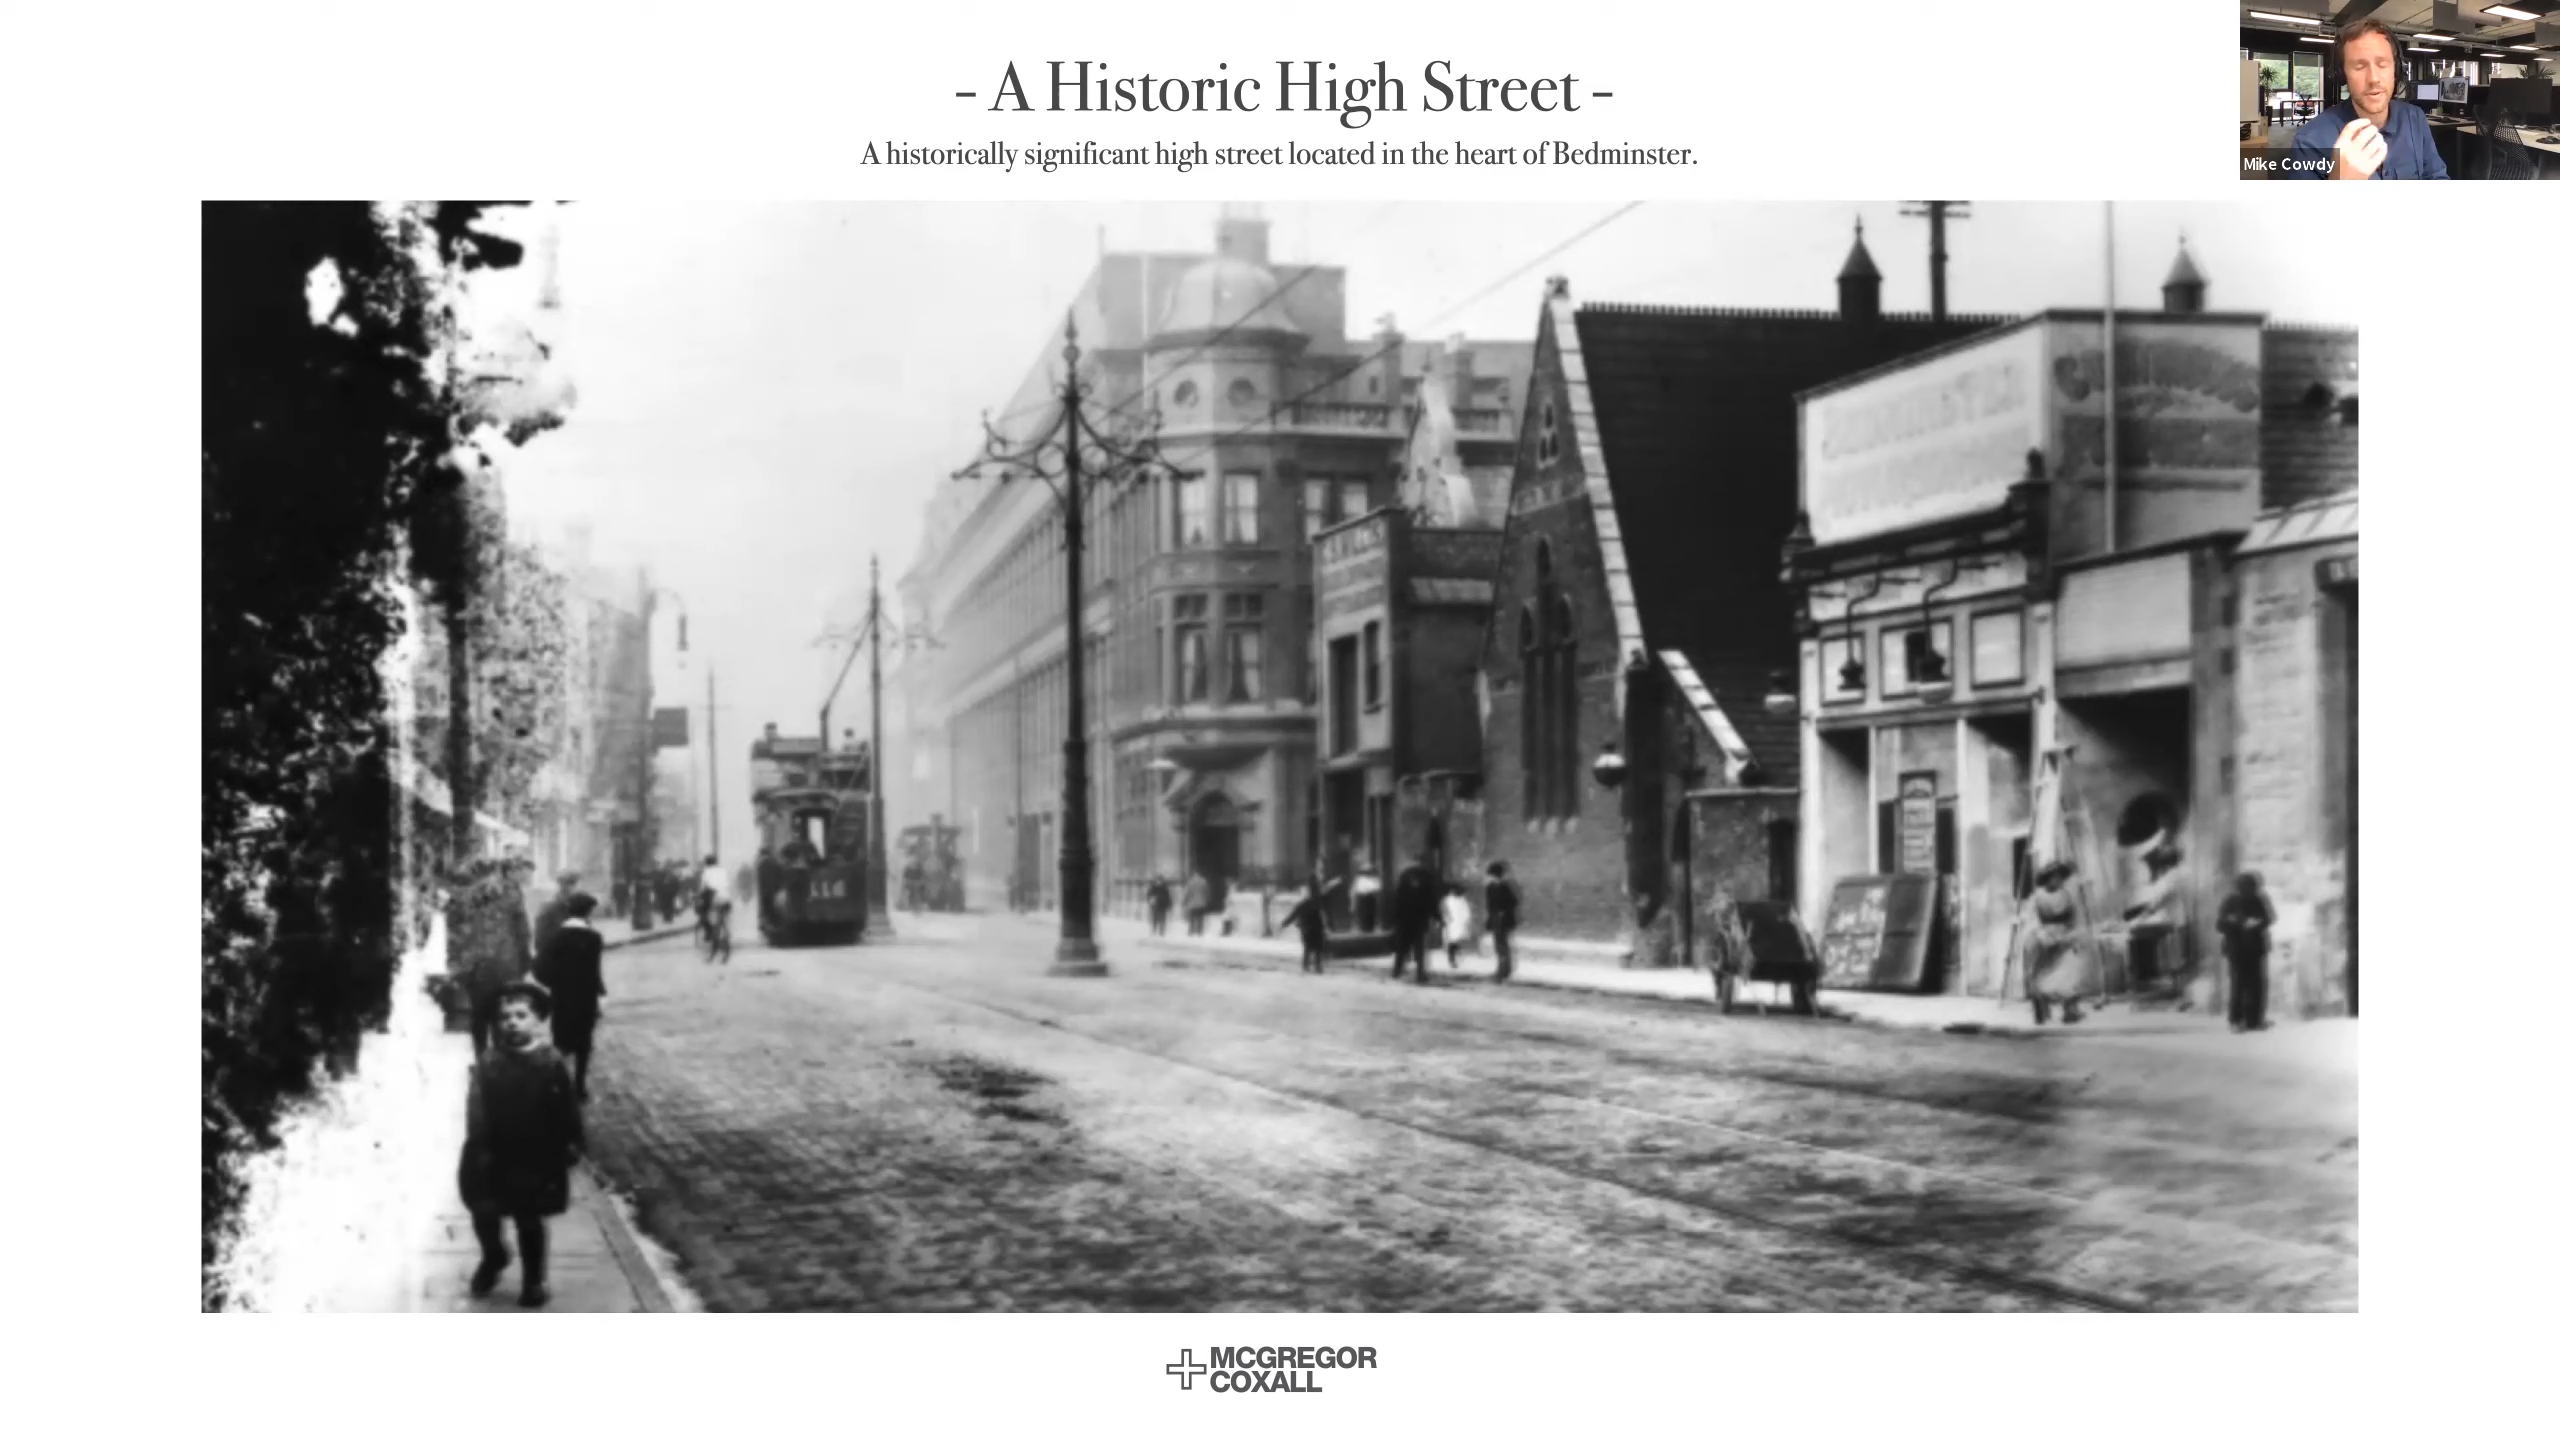 - A Historic High Street -
A historically significant high street located in the heart of Bedminster.
Mike Cowdy
MCGREGOR
COXALL